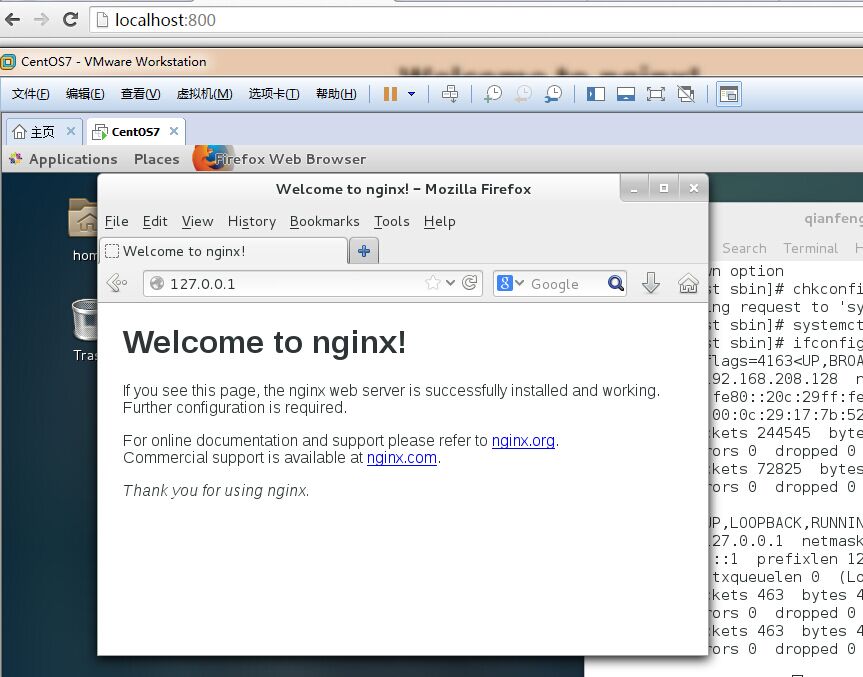 localhost:800
CentOS7 - VMware Workstation
文件(F) 编辑(E) 查看(V) 虚拟机(M) 选项卡(T) 帮助(H)
主页 CentOS7
Applications Places Firefox Web Browser
Welcome to nginx! - Mozilla Firefox
qianfeng
File Edit View History Bookmarks Tools Help
Search Terminal H
Welcome to nginx!
127.0.0.1
Google
hom
Tras
Welcome to nginx!
If you see this page, the nginx web server is successfully installed and working.
Further configuration is required.
For online documentation and support please refer to nginx.org.
Commercial support is available at nginx.com.
Thank you for using nginx.
wn option
st sbin]# chkconfi
ng request to 'sy
st sbin]# systemct
st sbin]# ifconfig
flags=4163<UP,BROA
92.168.208.128 n
fe80::20c:29ff:fe
00:0c:29:17:7b:52
ckets 244545 byte
rors 0 dropped 0
ckets 72825 bytes
rors 0 dropped 0
UP,LOOPBACK,RUNNIN
27.0.0.1 netmask
::1 prefixlen 12
txqueuelen 0 (Lo
ckets 463 bytes 4
rors 0 dropped 0
ckets 463 bytes 4
rors 0 dropped 0